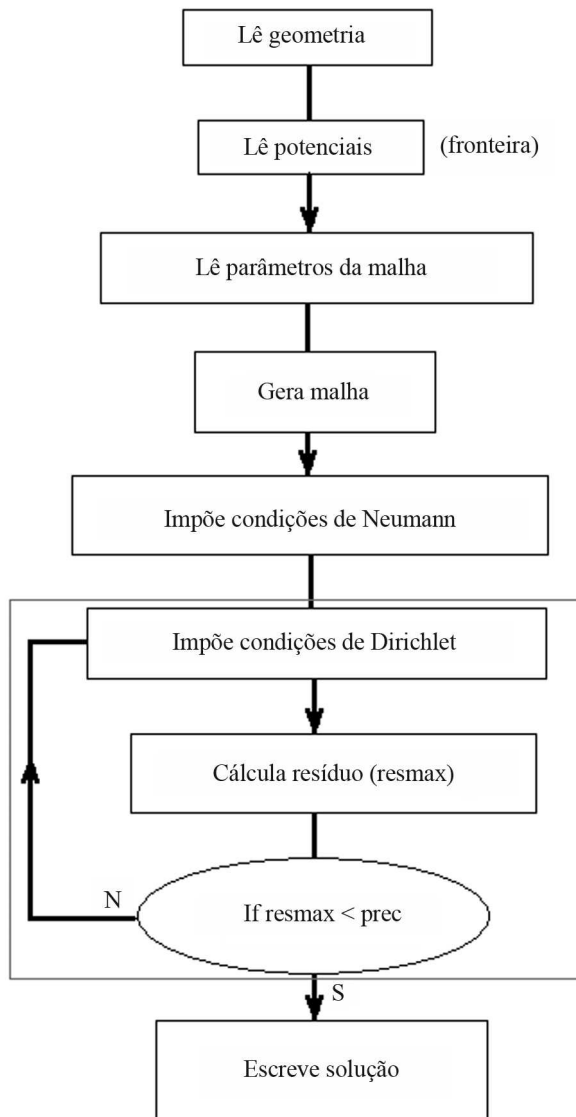 Lê geometria
Lê potenciais (fronteira)
Lê parâmetros da malha
Gera malha
Impõe condições de Neumann
Impõe condições de Dirichlet
Cálcula resíduo (resmax)
N
If resmax < prec
S
Escreve solução